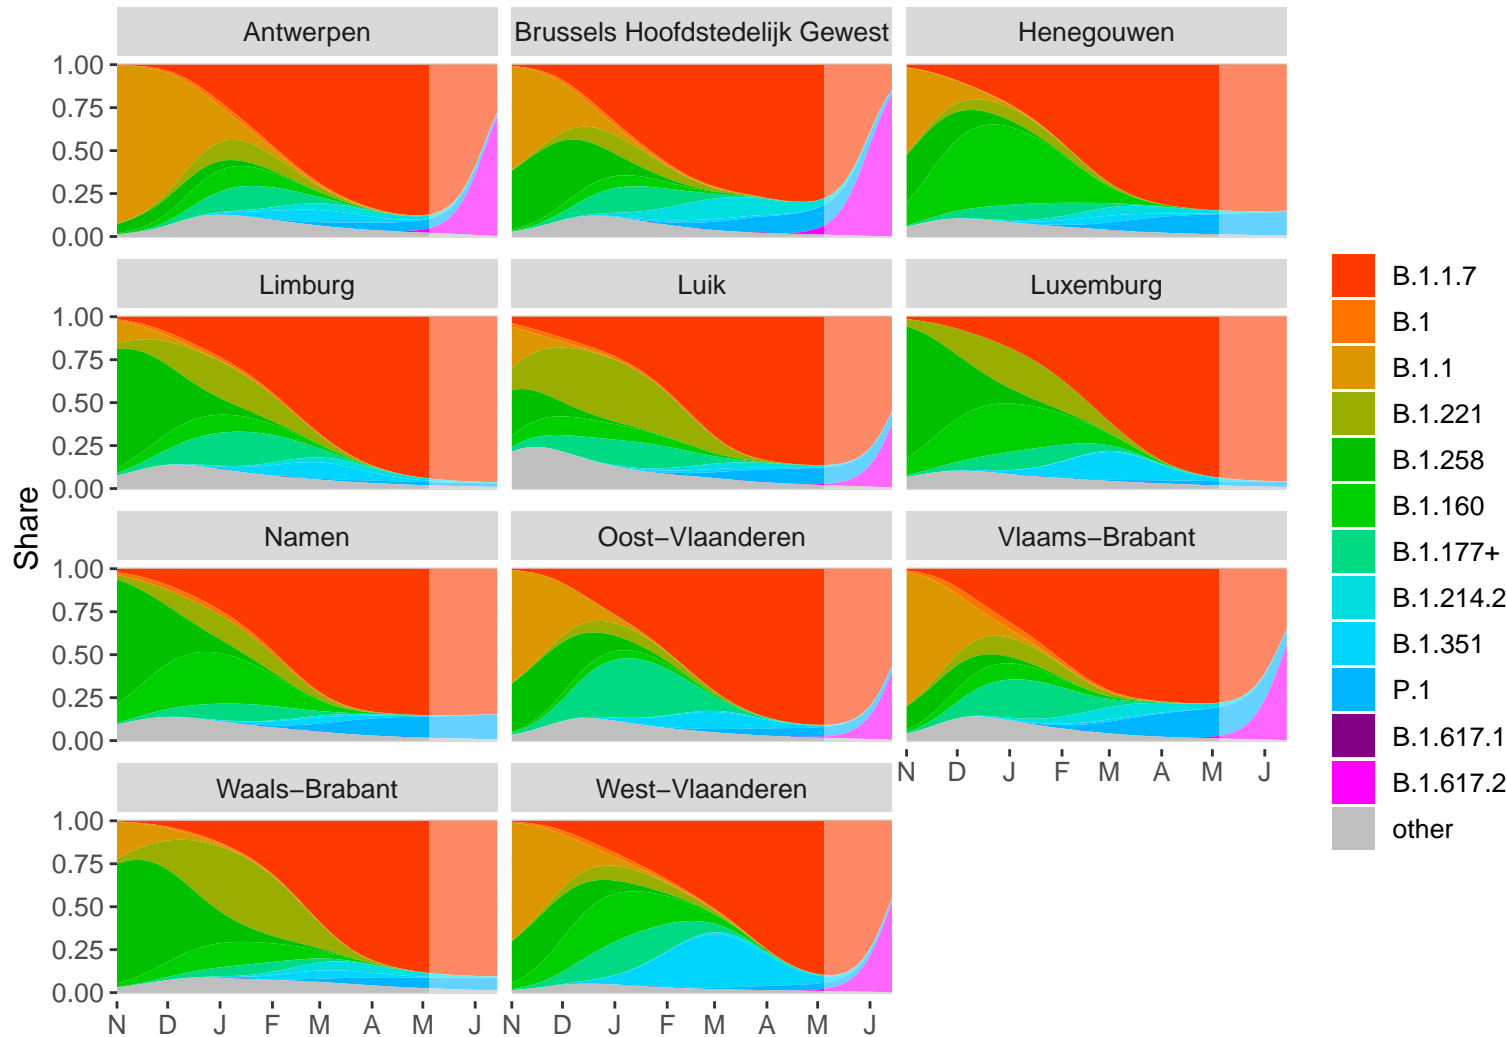 Antwerpen
Brussels Hoofdstedelijk Gewest
Henegouwen
1.00
0.75
0.50
0.25
0.00
Limburg
Luik
Luxemburg
1.00
0.75
0.50
0.25
0.00
Share
Namen
Oost−Vlaanderen
Vlaams−Brabant
1.00
0.75
0.50
0.25
0.00
N D J F M A M J
Waals−Brabant
West−Vlaanderen
1.00
0.75
0.50
0.25
0.00
N D J F M A M J
N D J F M A M J
B.1.1.7
B.1
B.1.1
B.1.221
B.1.258
B.1.160
B.1.177+
B.1.214.2
B.1.351
P.1
B.1.617.1
B.1.617.2
other